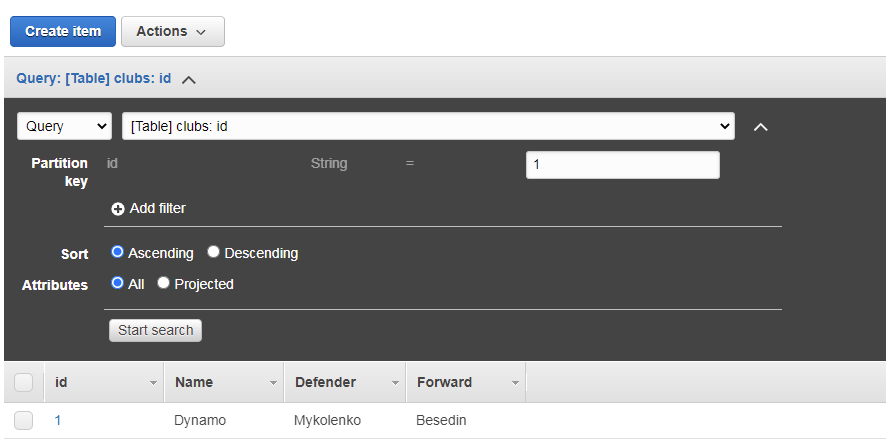 Create item Actions
Query: [Table] clubs: id
Query [Table] clubs: id
Partition key id String = 1
Add filter
Sort Ascending Descending
Attributes All Projected
Start search
id Name Defender Forward
1 Dynamo Mykolenko Besedin